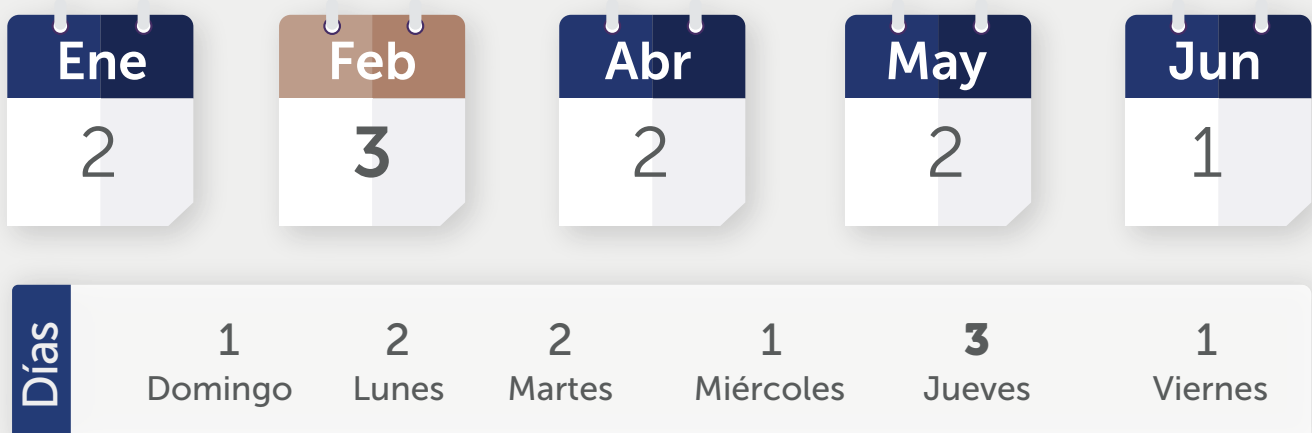 Ene Feb Abr May Jun
2 3 2 2 1
Días
1 2 2 1 3 1
Domingo Lunes Martes Miércoles Jueves Viernes